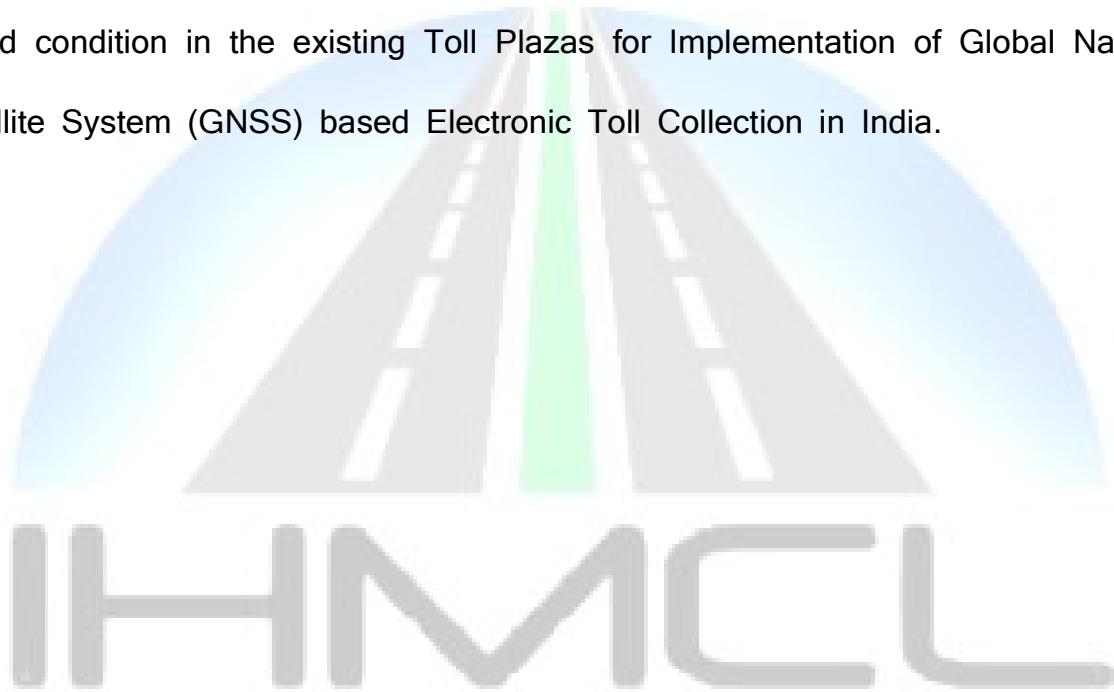 d condition in the existing Toll Plazas for Implementation of Global Na
llite System (GNSS) based Electronic Toll Collection in India.
IHMCL